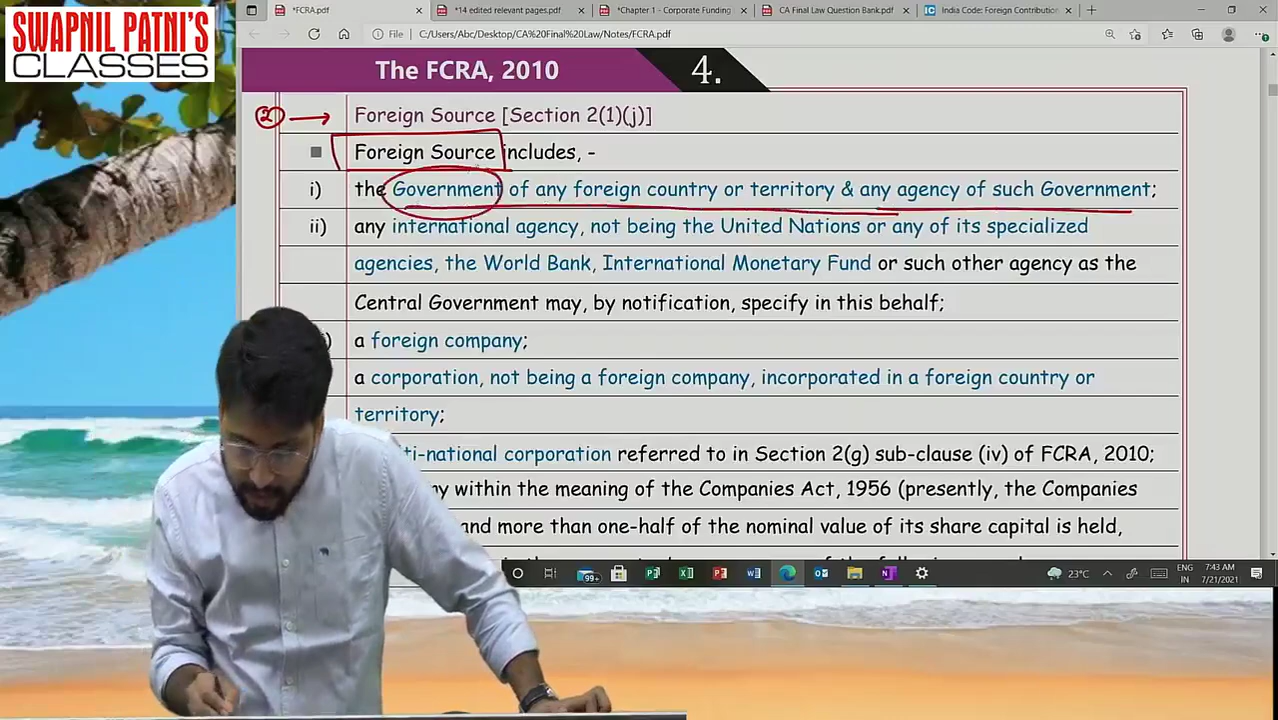 SWAPNIL PATNI'S
CLASSES
*FCRA.pdf
*14 edited relevant pages.pdf
*Chapter 1 - Corporate Funding
CA Final Law Question Bank.pdf
India Code: Foreign Contribution
File
C:/Users/Abc/Desktop/CA%20Final%20Law/Notes/FCRA.pdf
The FCRA, 2010
4.
2 → Foreign Source [Section 2(1)(j)]
■ Foreign Source includes, -
i) the Government of any foreign country or territory & any agency of such Government;
ii) any international agency, not being the United Nations or any of its specialized
agencies, the World Bank, International Monetary Fund or such other agency as the
Central Government may, by notification, specify in this behalf;
) a foreign company;
a corporation, not being a foreign company, incorporated in a foreign country or
territory;
ti-national corporation referred to in Section 2(g) sub-clause (iv) of FCRA, 2010;
ny within the meaning of the Companies Act, 1956 (presently, the Companies
and more than one-half of the nominal value of its share capital is held,
99+
23°C
ENG
IN
7:43 AM
7/21/2021